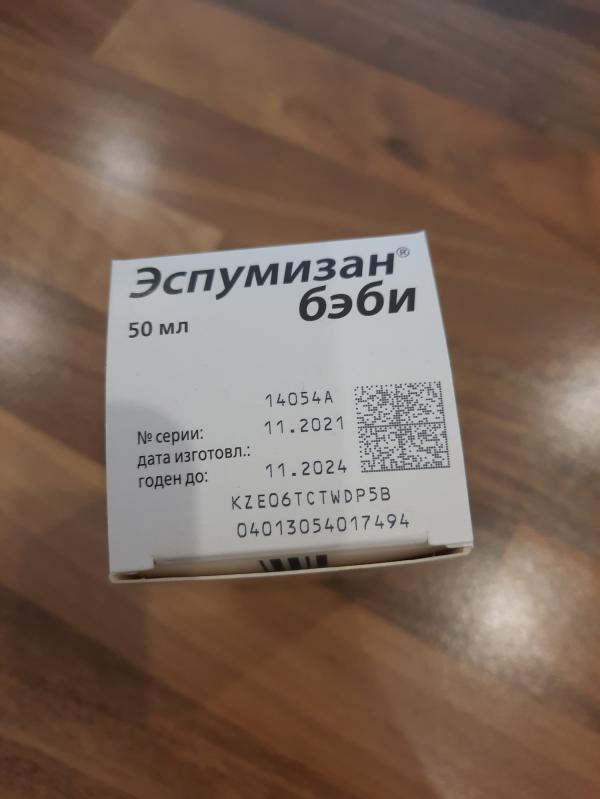 Эспумизан®
бэби
50 мл
14054A
№ серии: 11.2021
дата изготовл.:
годен до: 11.2024
KZE06TCTWDP5B
04013054017494